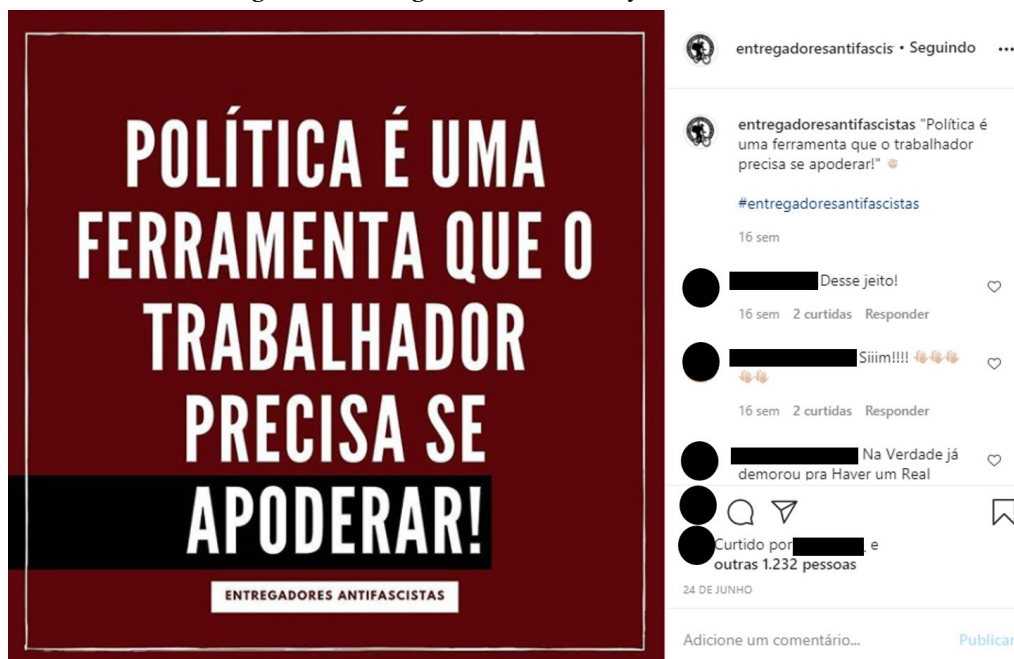 POLÍTICA É UMA
FERRAMENTA QUE O
TRABALHADOR
PRECISA SE
APODERAR!
ENTREGADORES ANTIFASCISTAS
entregadoresantifascis • Seguindo
entregadoresantifascistas "Política é
uma ferramenta que o trabalhador
precisa se apoderar!"
#entregadoresantifascistas
16 sem
Desse jeito!
16 sem 2 curtidas Responder
Siiim!!!!
16 sem 2 curtidas Responder
Na Verdade já
demorou pra Haver um Real
Curtido por e
outras 1.232 pessoas
24 DE JUNHO
Adicione um comentário... Publicar